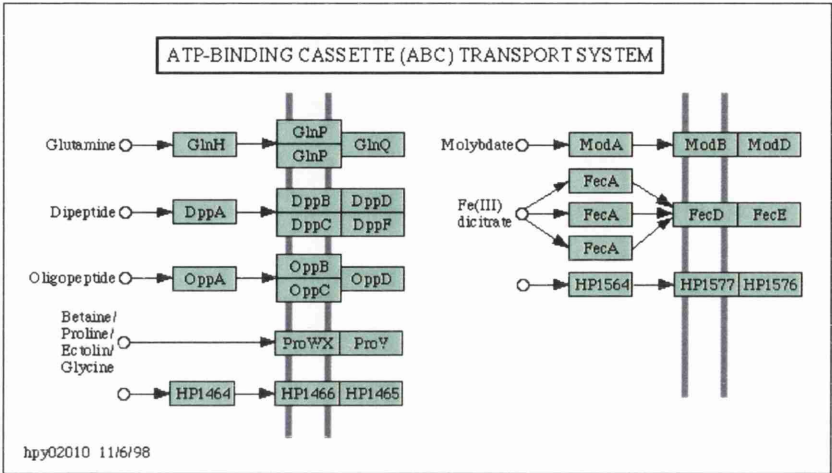 ATP-BINDING CASSETTE (ABC) TRANSPORT SYSTEM
Glutamine
GlnH
GlnP
GlnP
GlnQ
Dipeptide
DppA
DppB
DppD
DppC
DppF
Oligopeptide
OppA
OppB
OppC
OppD
Betaine/
Proline/
Ectolin/
Glycine
ProWX
ProV
HP1464
HP1466
HP1465
Molybdate
ModA
ModB
ModD
FecA
Fe(III)
dicitrate
FecA
FecA
FecD
FecE
HP1564
HP1577
HP1576
hpy02010 11/6/98